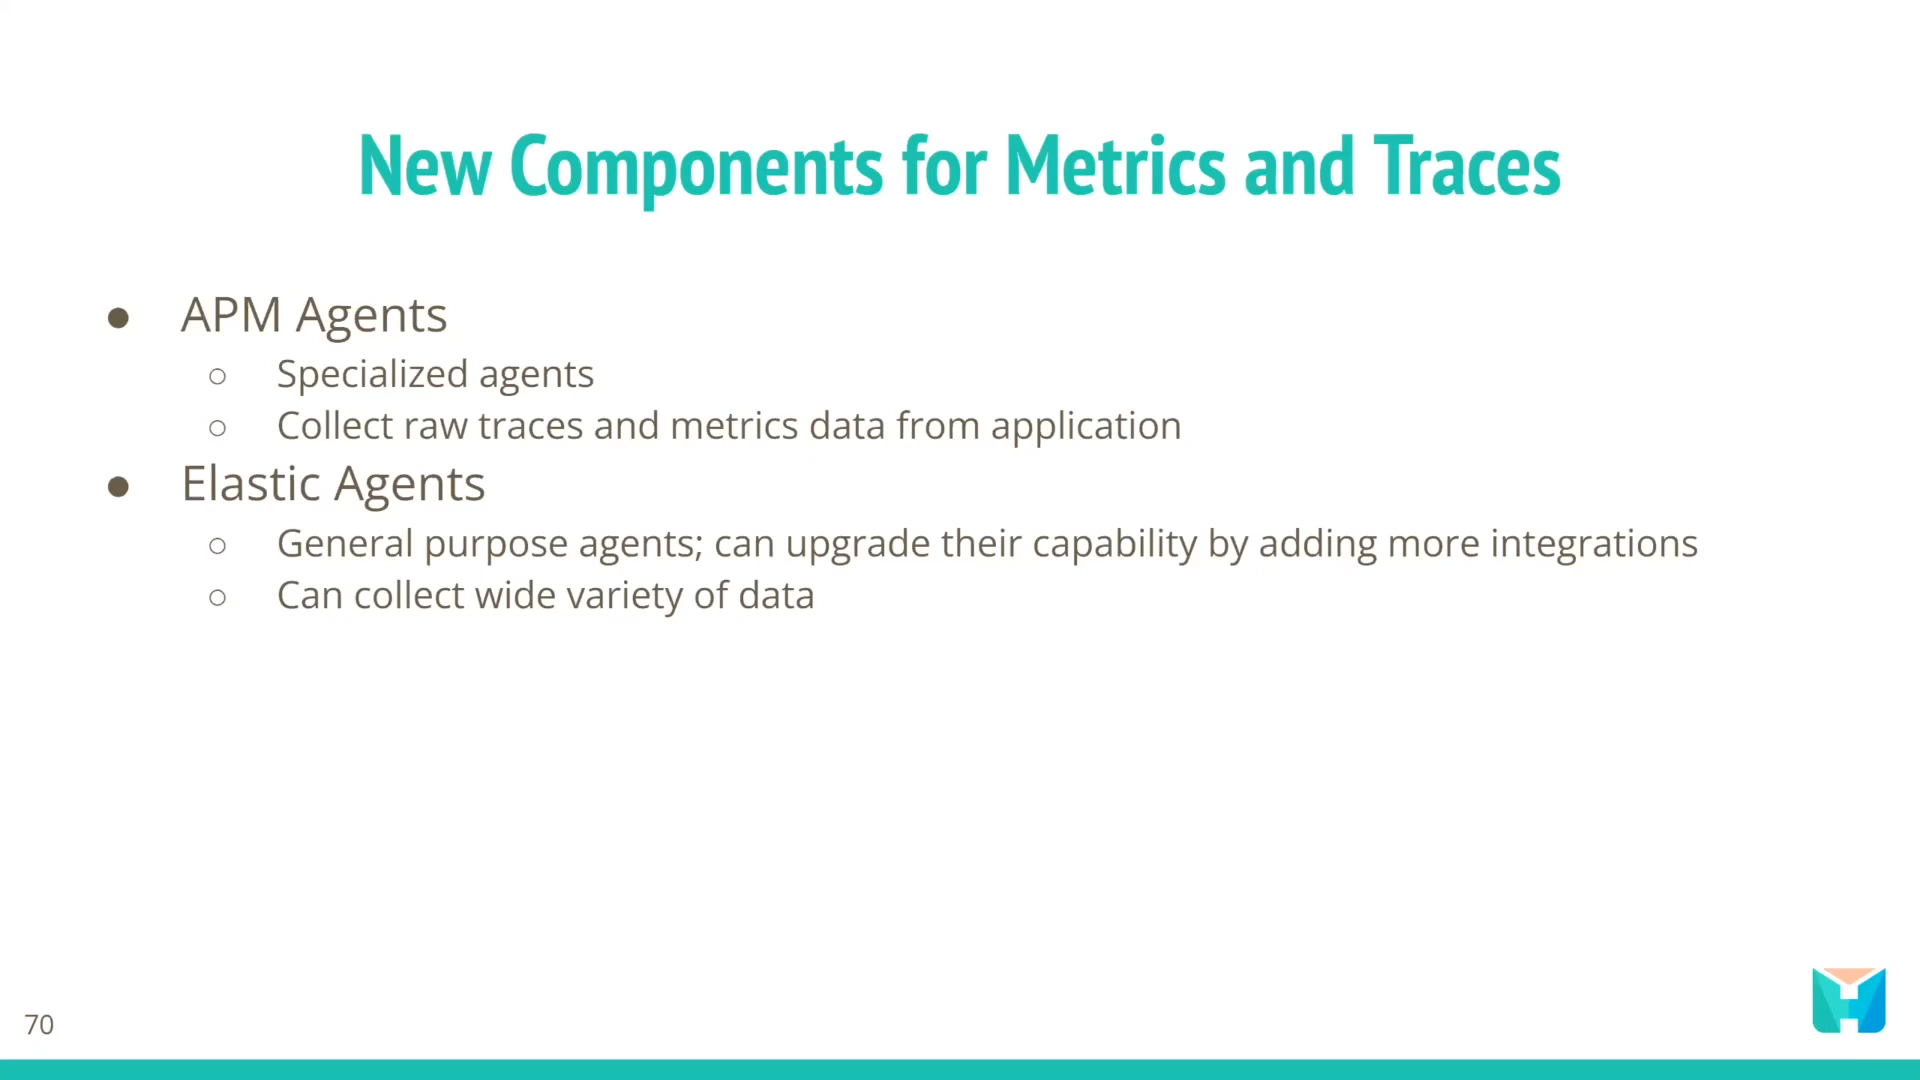 New Components for Metrics and Traces
● APM Agents
○ Specialized agents
○ Collect raw traces and metrics data from application
● Elastic Agents
○ General purpose agents; can upgrade their capability by adding more integrations
○ Can collect wide variety of data
70